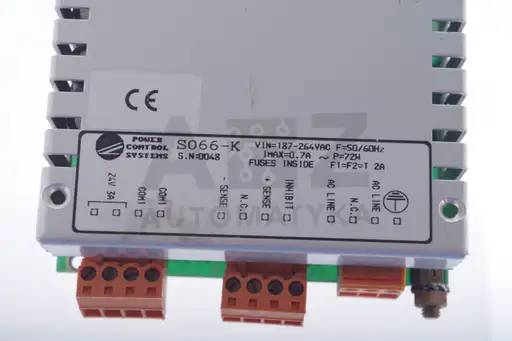 CE
POWER
CONTROL
SYSTEMS
S066-K
S.N:0048
VIN=187-264VAC F=50/60Hz
IMAX=0.7A ~ P=72W
FUSES INSIDE F1=F2=T 2A
24V 3A
COM1
COM1
- SENSE
N.C.
+ SENSE
INHIBIT
AC LINE
N.C.
AC LINE
AUTOMATYKA